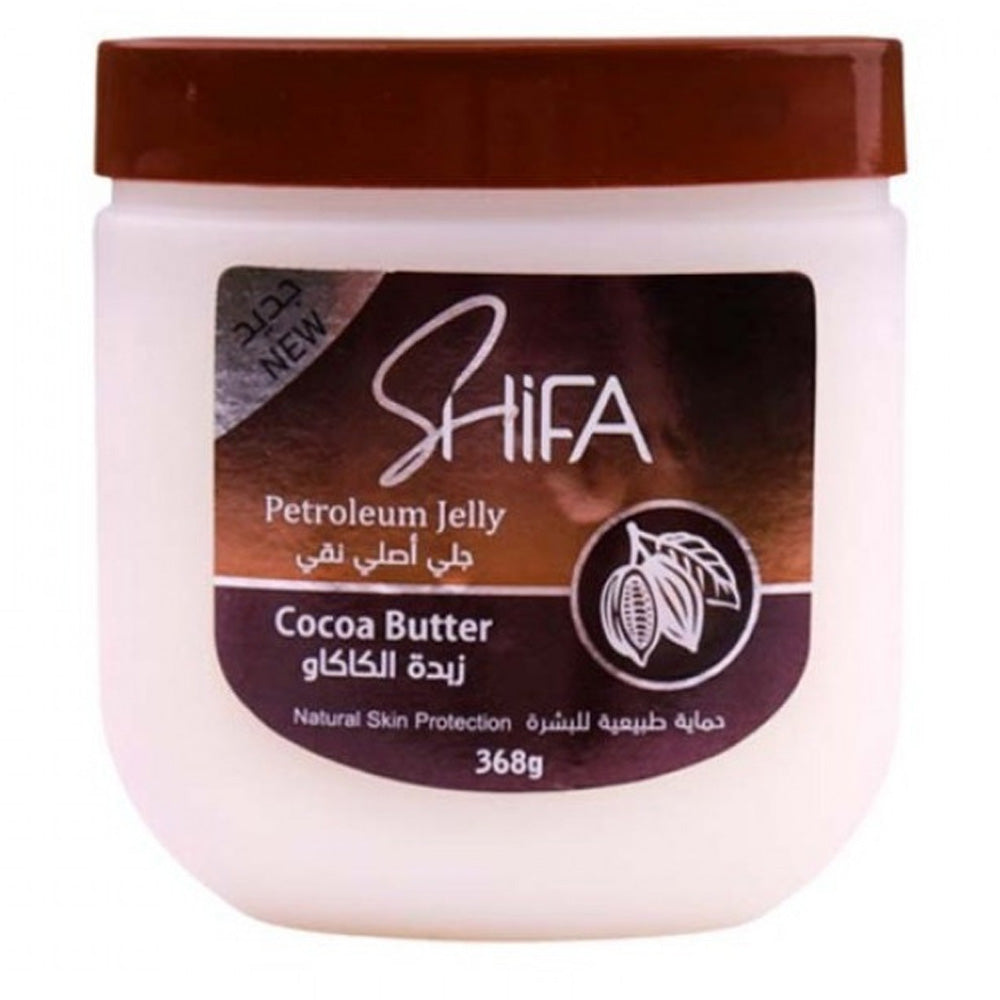 جديد
NEW
SHiFA
Petroleum Jelly
جلي أصلي نقي
Cocoa Butter
زبدة الكاكاو
Natural Skin Protection حماية طبيعية للبشرة
368g